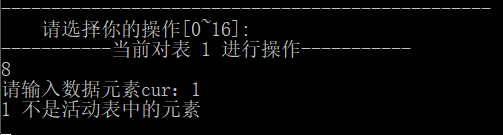 --------------------------------------------------
请选择你的操作[0~16]:
-----------当前对表 1 进行操作-----------
8
请输入数据元素cur：1
1 不是活动表中的元素